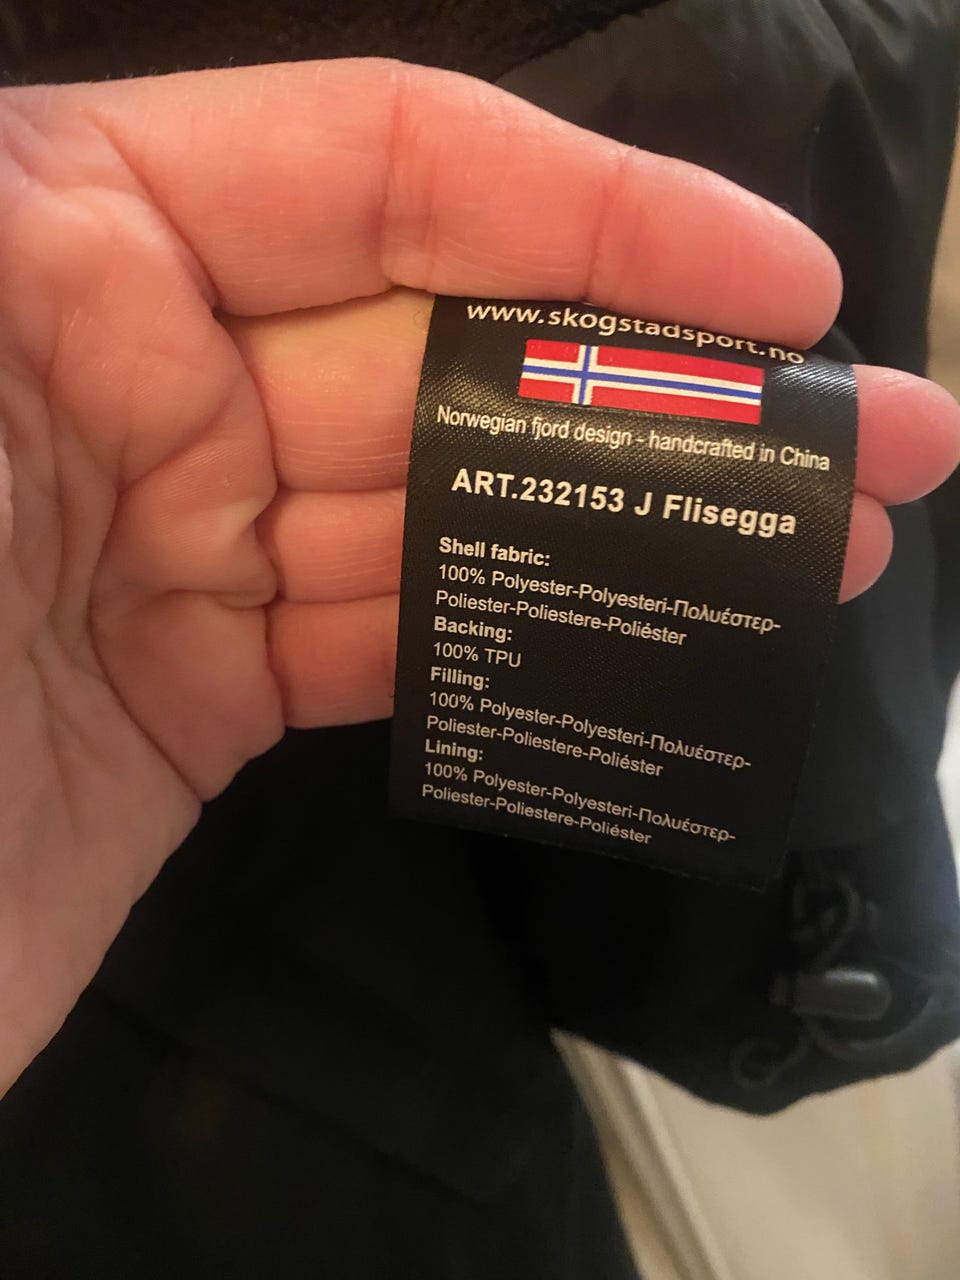 www.skogstadsport.no
Norwegian fjord design - handcrafted in China
ART.232153 J Flisegga
Shell fabric:
100% Polyester-Polyesteri-Πολυέστερ-
Poliester-Poliestere-Poliéster
Backing:
100% TPU
Filling:
100% Polyester-Polyesteri-Πολυέστερ-
Poliester-Poliestere-Poliéster
Lining:
100% Polyester-Polyesteri-Πολυέστερ-
Poliester-Poliestere-Poliéster